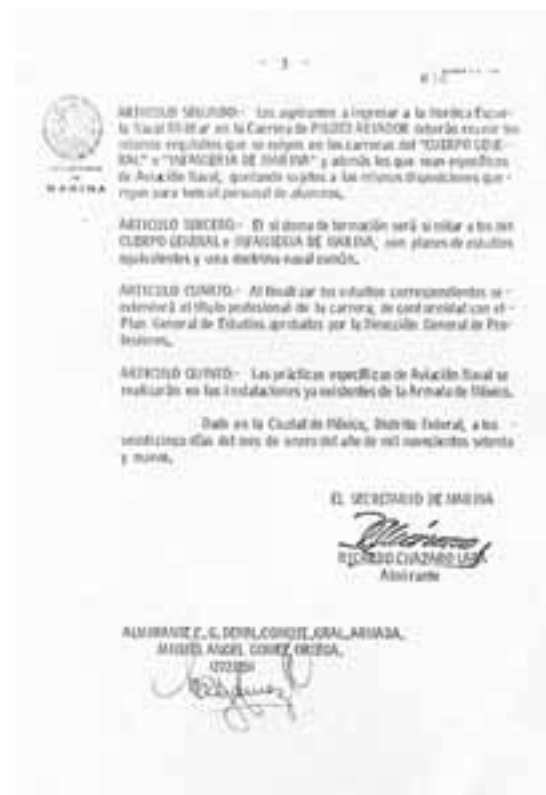 - 3 -
MARINA
ARTICULO SEGUNDO.- Los aspirantes a ingresar a la Heróica Escue-
la Naval Militar en la Carrera de PILOTO AVIADOR deberán reunir los
mismos requisitos que se exigen en las carreras del "CUERPO GENE-
RAL" e "INFANTERIA DE MARINA" y además los que sean específicos
de Aviación Naval, quedando sujetos a las mismas disposiciones que -
rigen para todo el personal de alumnos.
ARTICULO TERCERO.- El sistema de formación será similar a los del
CUERPO GENERAL e INFANTERIA DE MARINA, con planes de estudios
equivalentes y una doctrina naval común.
ARTICULO CUARTO.- Al finalizar los estudios correspondientes se -
extenderá el título profesional de la carrera, de conformidad con el -
Plan General de Estudios aprobados por la Dirección General de Pro-
fesiones.
ARTICULO QUINTO.- Las prácticas específicas de Aviación Naval se
realizarán en las instalaciones ya existentes de la Armada de México.
Dado en la Ciudad de México, Distrito Federal, a los -
veinticinco días del mes de enero del año de mil novecientos setenta
y nueve.
EL SECRETARIO DE MARINA
RICARDO CHAZARO LARA
Almirante
ALMIRANTE C. G. DEMN. COMDTE. GRAL. ARMADA,
MIGUEL ANGEL GOMEZ ORTEGA.